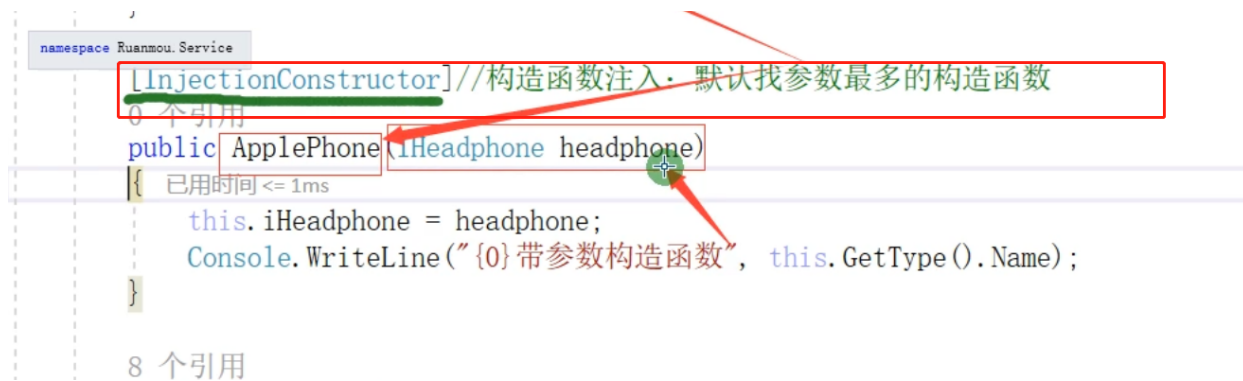 }
namespace Ruanmou.Service
[InjectionConstructor]//构造函数注入：默认找参数最多的构造函数
0 个引用
public ApplePhone(IHeadphone headphone)
{ 已用时间 <= 1ms
this.iHeadphone = headphone;
Console.WriteLine("{0}带参数构造函数", this.GetType().Name);
}
8 个引用